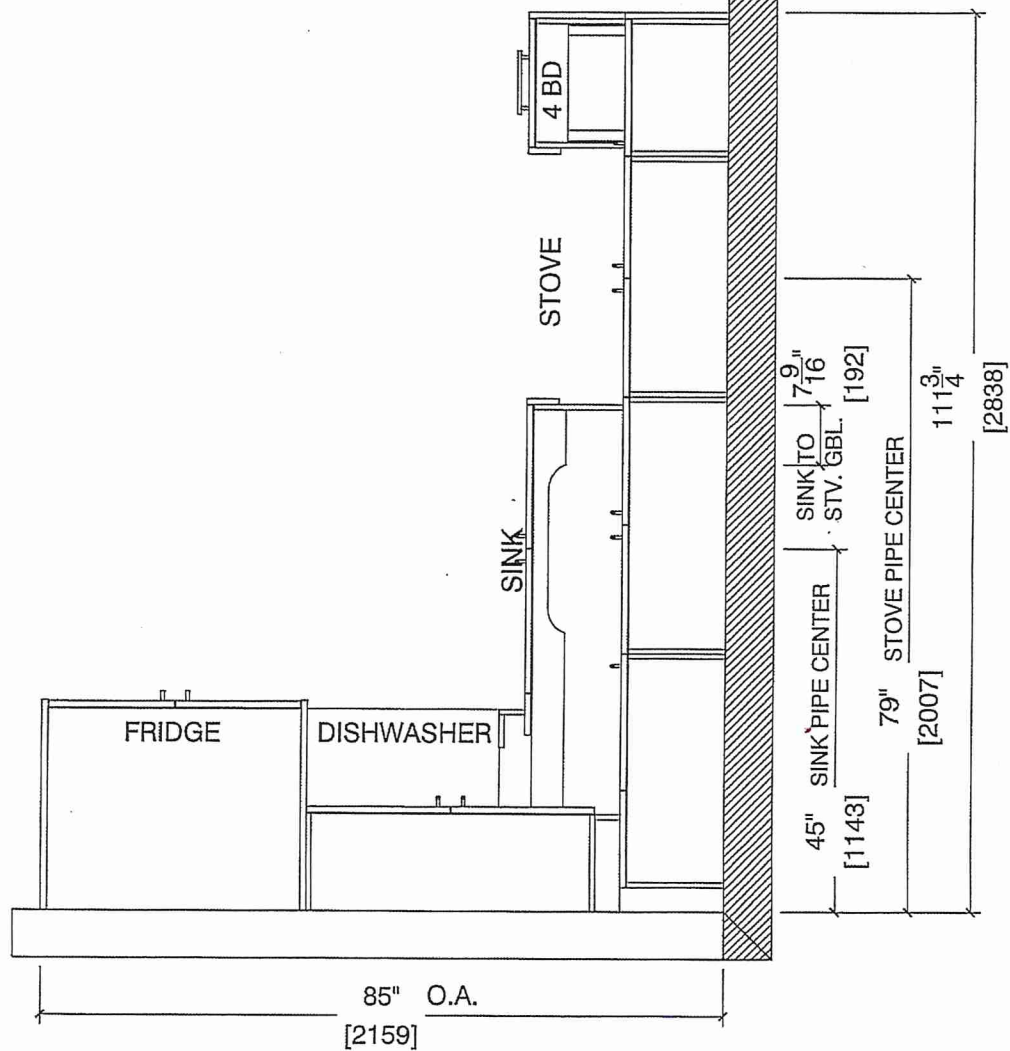 4 BD
STOVE
SINK
FRIDGE
DISHWASHER
7 9/16"
[192]
SINK TO
STV. GBL.
111 3/4"
[2838]
STOVE PIPE CENTER
79"
[2007]
SINK PIPE CENTER
45"
[1143]
85" O.A.
[2159]